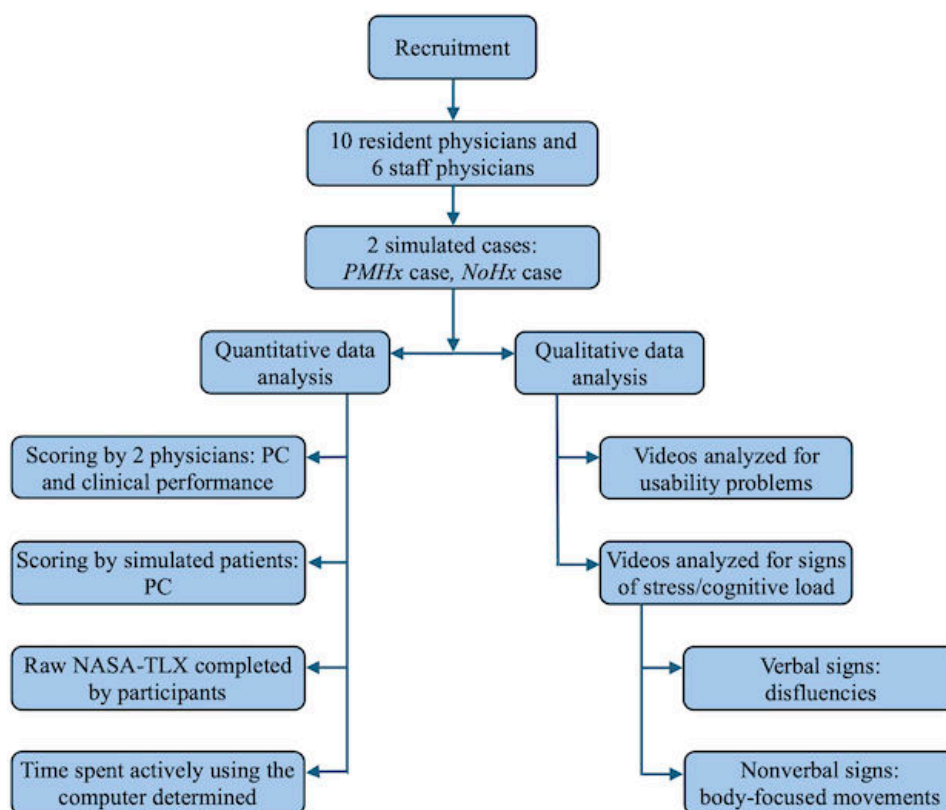 Recruitment
10 resident physicians and
6 staff physicians
2 simulated cases:
PMHx case, NoHx case
Quantitative data
analysis
Qualitative data
analysis
Scoring by 2 physicians: PC
and clinical performance
Videos analyzed for
usability problems
Scoring by simulated patients:
PC
Videos analyzed for signs
of stress/cognitive load
Raw NASA-TLX completed
by participants
Verbal signs:
disfluencies
Time spent actively using the
computer determined
Nonverbal signs:
body-focused movements